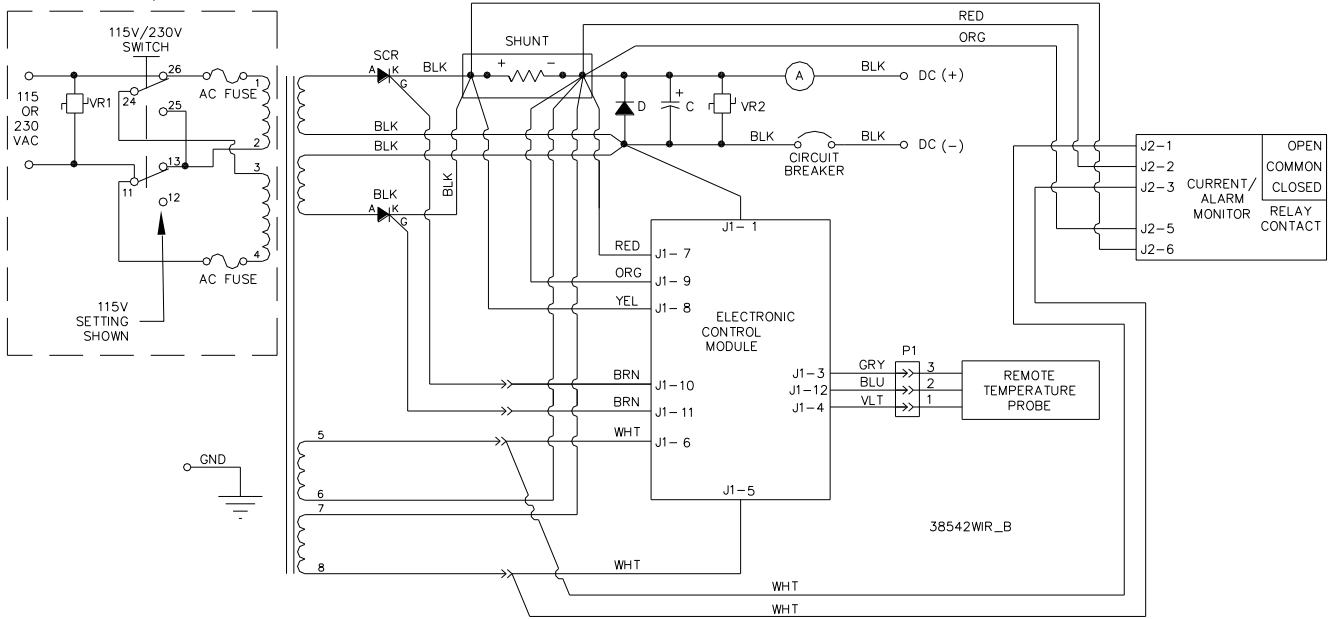 115V/230V
SWITCH
26
AC FUSE
1
115
OR
230
VAC
VR1
24
25
2
13
3
11
12
4
AC FUSE
115V
SETTING
SHOWN
GND
SCR
A K
G
BLK
SHUNT
+ −
BLK
BLK
BLK
BLK
A K
G
D
+
C
VR2
A
BLK
DC (+)
BLK
CIRCUIT
BREAKER
BLK
DC (−)
RED
ORG
J2-1
J2-2
J2-3
J2-5
J2-6
CURRENT/
ALARM
MONITOR
OPEN
COMMON
CLOSED
RELAY
CONTACT
J1- 1
RED
J1- 7
ORG
J1- 9
YEL
J1- 8
ELECTRONIC
CONTROL
MODULE
BRN
J1-10
BRN
J1-11
WHT
J1- 6
J1-5
J1-3
J1-12
J1-4
GRY
BLU
VLT
P1
3
2
1
REMOTE
TEMPERATURE
PROBE
5
6
7
8
WHT
38542WIR_B
WHT
WHT